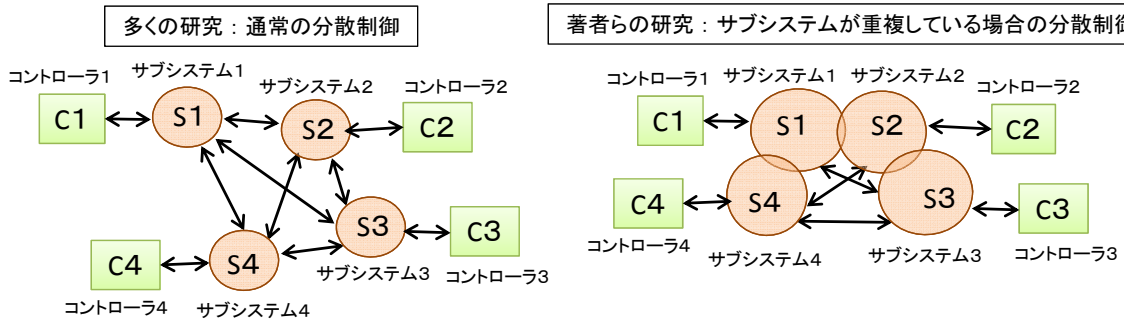 多くの研究：通常の分散制御
コントローラ1
サブシステム1
サブシステム2
コントローラ2
C1
S1
S2
C2
C4
S4
S3
C3
コントローラ4
サブシステム4
サブシステム3
コントローラ3
著者らの研究：サブシステムが重複している場合の分散制御
コントローラ1
サブシステム1
サブシステム2
コントローラ2
C1
S1
S2
C2
C4
S4
S3
C3
コントローラ4
サブシステム4
サブシステム3
コントローラ3